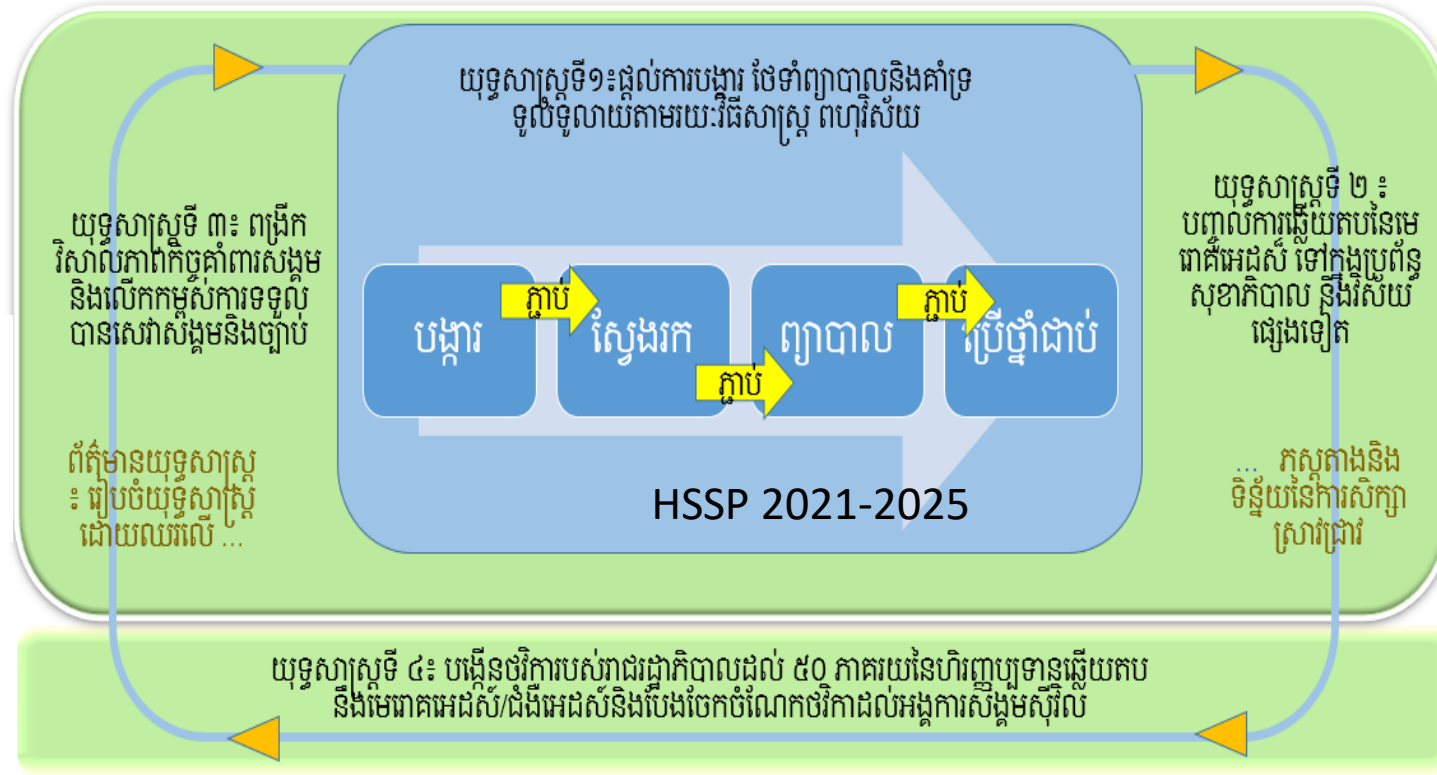 យុទ្ធសាស្ត្រទី១៖ផ្តល់ការបង្ការ ថែទាំព្យាបាលនិងគាំទ្រ
ទូលំទូលាយតាមរយៈវិធីសាស្ត្រ ពហុវិស័យ
យុទ្ធសាស្ត្រទី ៣៖ ពង្រីក
វិសាលភាពកិច្ចគាំពារសង្គម
និងលើកកម្ពស់ការទទួល
បានសេវាសង្គមនិងច្បាប់
បង្ការ
ភ្ជាប់
ស្វែងរក
ភ្ជាប់
ព្យាបាល
ភ្ជាប់
ប្រើថ្នាំជាប់
យុទ្ធសាស្ត្រទី ២ ៖
បញ្ចូលការឆ្លើយតបនៃមេ
រោគអេដស៍ ទៅក្នុងប្រព័ន្ធ
សុខាភិបាល និងវិស័យ
ផ្សេងទៀត
ព័ត៌មានយុទ្ធសាស្ត្រ
៖ រៀបចំយុទ្ធសាស្ត្រ
ដោយឈរលើ ...
HSSP 2021-2025
... ភស្តុតាងនិង
ទិន្ន័យនៃការសិក្សា
ស្រាវជ្រាវ
យុទ្ធសាស្ត្រទី ៤៖ បង្កើនថវិការបស់រាជរដ្ឋាភិបាលដល់ ៥០ ភាគរយនៃហិរញ្ញប្បទានឆ្លើយតប
នឹងមេរោគអេដស៍/ជំងឺអេដស៍និងបែងចែកចំណែកថវិកាដល់អង្គការសង្គមស៊ីវិល